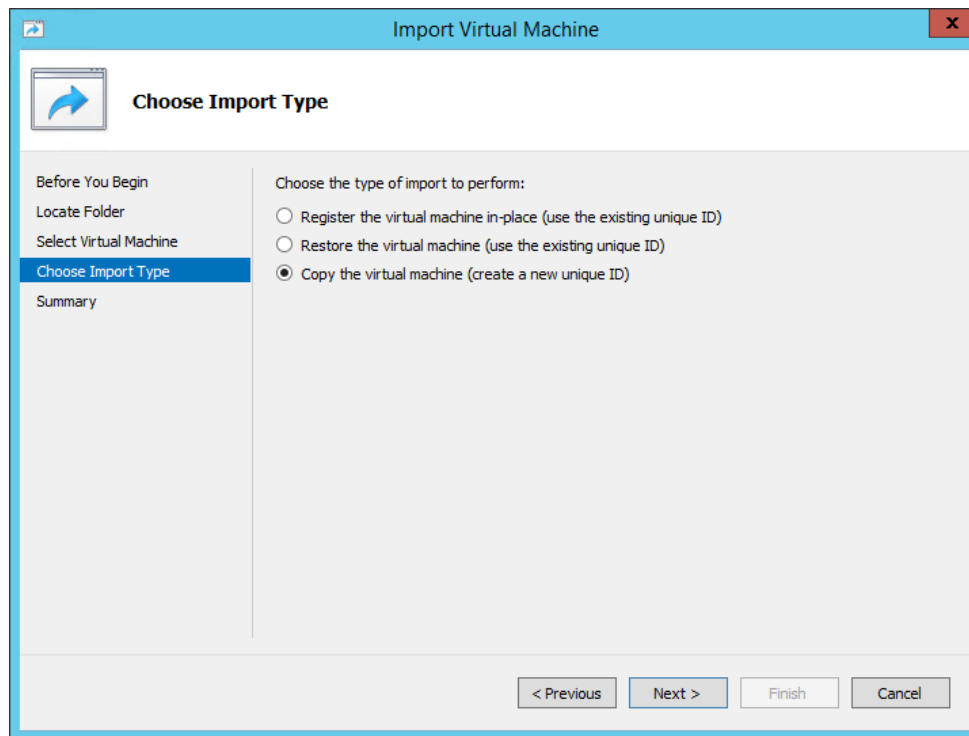 Import Virtual Machine
x
Choose Import Type
Before You Begin
Locate Folder
Select Virtual Machine
Choose Import Type
Summary
Choose the type of import to perform:
Register the virtual machine in-place (use the existing unique ID)
Restore the virtual machine (use the existing unique ID)
Copy the virtual machine (create a new unique ID)
< Previous
Next >
Finish
Cancel